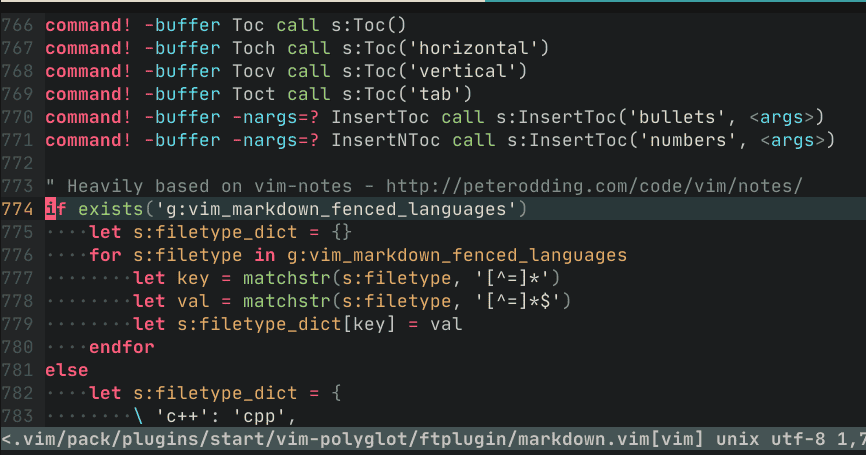 766 command! -buffer Toc call s:Toc()
767 command! -buffer Toch call s:Toc('horizontal')
768 command! -buffer Tocv call s:Toc('vertical')
769 command! -buffer Toct call s:Toc('tab')
770 command! -buffer -nargs=? InsertToc call s:InsertToc('bullets', <args>)
771 command! -buffer -nargs=? InsertNToc call s:InsertToc('numbers', <args>)
772
773 " Heavily based on vim-notes - http://peterodding.com/code/vim/notes/
774 if exists('g:vim_markdown_fenced_languages')
775 ····let s:filetype_dict = {}
776 ····for s:filetype in g:vim_markdown_fenced_languages
777 ········let key = matchstr(s:filetype, '[^=]*')
778 ········let val = matchstr(s:filetype, '[^=]*$')
779 ········let s:filetype_dict[key] = val
780 ····endfor
781 else
782 ····let s:filetype_dict = {
783 ········\ 'c++': 'cpp',
<.vim/pack/plugins/start/vim-polyglot/ftplugin/markdown.vim[vim] unix utf-8 1,7